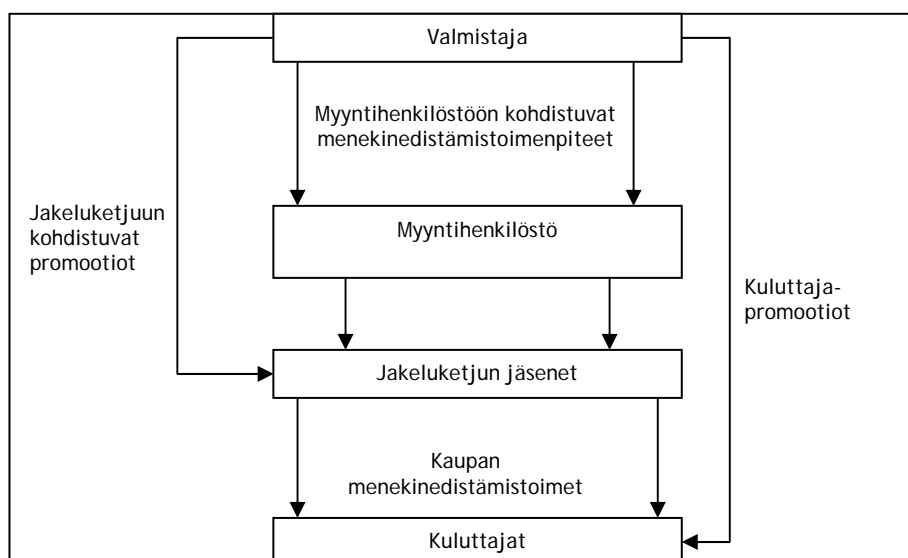 Valmistaja
Myyntihenkilöstöön kohdistuvat
menekinedistämistoimenpiteet
Jakeluketjuun
kohdistuvat
promootiot
Myyntihenkilöstö
Kuluttaja-
promootiot
Jakeluketjun jäsenet
Kaupan
menekinedistämistoimet
Kuluttajat